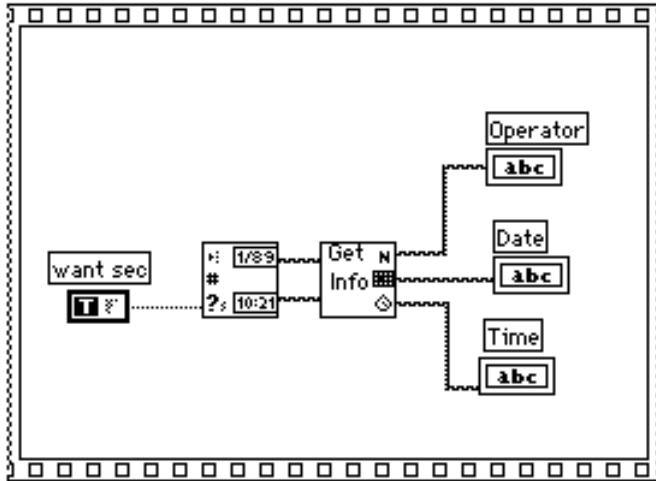 Operator
abc
Date
abc
want sec
T F
1/89
#
?s 10:21
Get N
Info
Time
abc